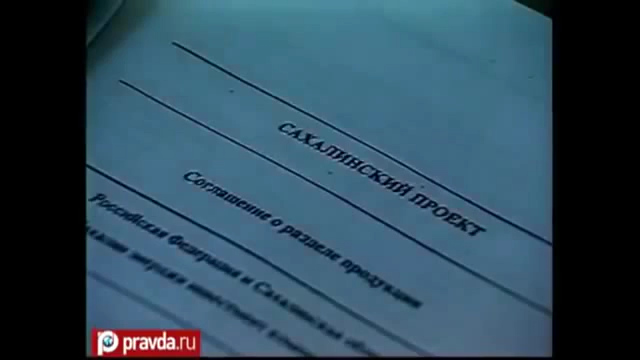 САХАЛИНСКИЙ ПРОЕКТ
Соглашение о разделе продукции
Российская Федерация и Сахалинская
pravda.ru